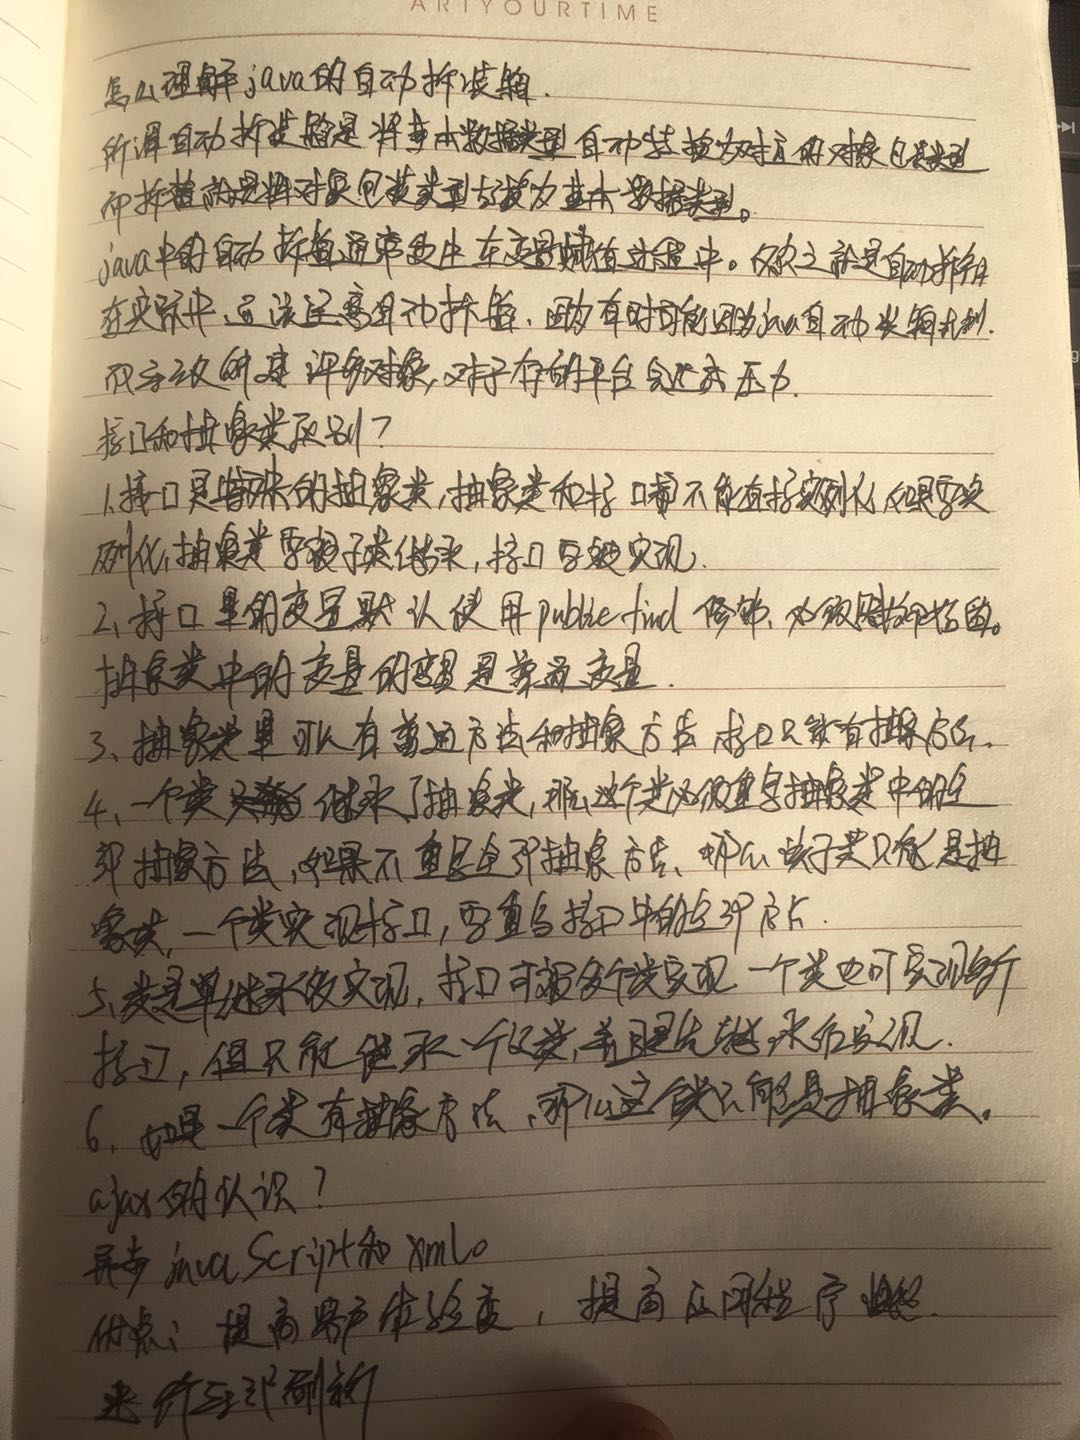 ARTYOURTIME
怎么理解java的自动拆装箱.
所谓自动拆装箱是将基本数据类型自动转换为对应的对象包装类型
而拆箱就是将对象包装类型转换为基本数据类型。
java中的自动拆箱通常发生在变量赋值过程中。反之就是自动拆箱
在实际中,应该注意自动拆箱.因为有时可能因为java自动装箱机制.
而导致创建许多对象,对于内存的平台会造成压力.
接口和抽象类区别?
1.接口是特殊的抽象类,抽象类和接口都不能直接实例化,如果要实
例化,抽象类要被子类继承,接口要被实现.
2、接口里的变量默认使用public find 修饰、必须
抽象类中的变量的变量是普通变量.
3、抽象类里可以有普通方法和抽象方法,接口只能有抽象方法.
4、一个类继承了抽象类,那么这个类必须重写抽象类中的全
部抽象方法,如果不重写全部抽象方法、那么该子类只能是抽
象类,一个类实现接口,要重写接口中的全部方法.
5、类是单继承多实现,接口可被多个类实现 一个类也可实现多个
接口,但只能继承一个父类,并且是先继承后实现.
6、如果一个类有抽象方法,那么这个类只能是抽象类。
ajax的认识?
异步javaScript和xml。
优点:提高用户体验度,提高应用程序性能.
来 局部刷新